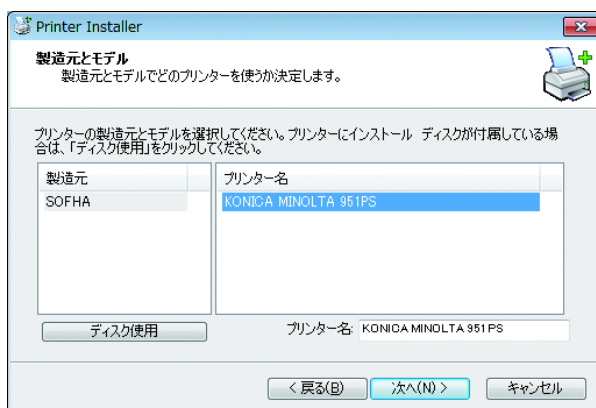 Printer Installer
製造元とモデル
製造元とモデルでどのプリンターを使うか決定します。
プリンターの製造元とモデルを選択してください。プリンターにインストール ディスクが付属している場
合は、「ディスク使用」をクリックしてください。
製造元
プリンター名
SOFHA
KONICA MINOLTA 951PS
ディスク使用
プリンター名: KONICA MINOLTA 951PS
< 戻る(B)
次へ(N) >
キャンセル